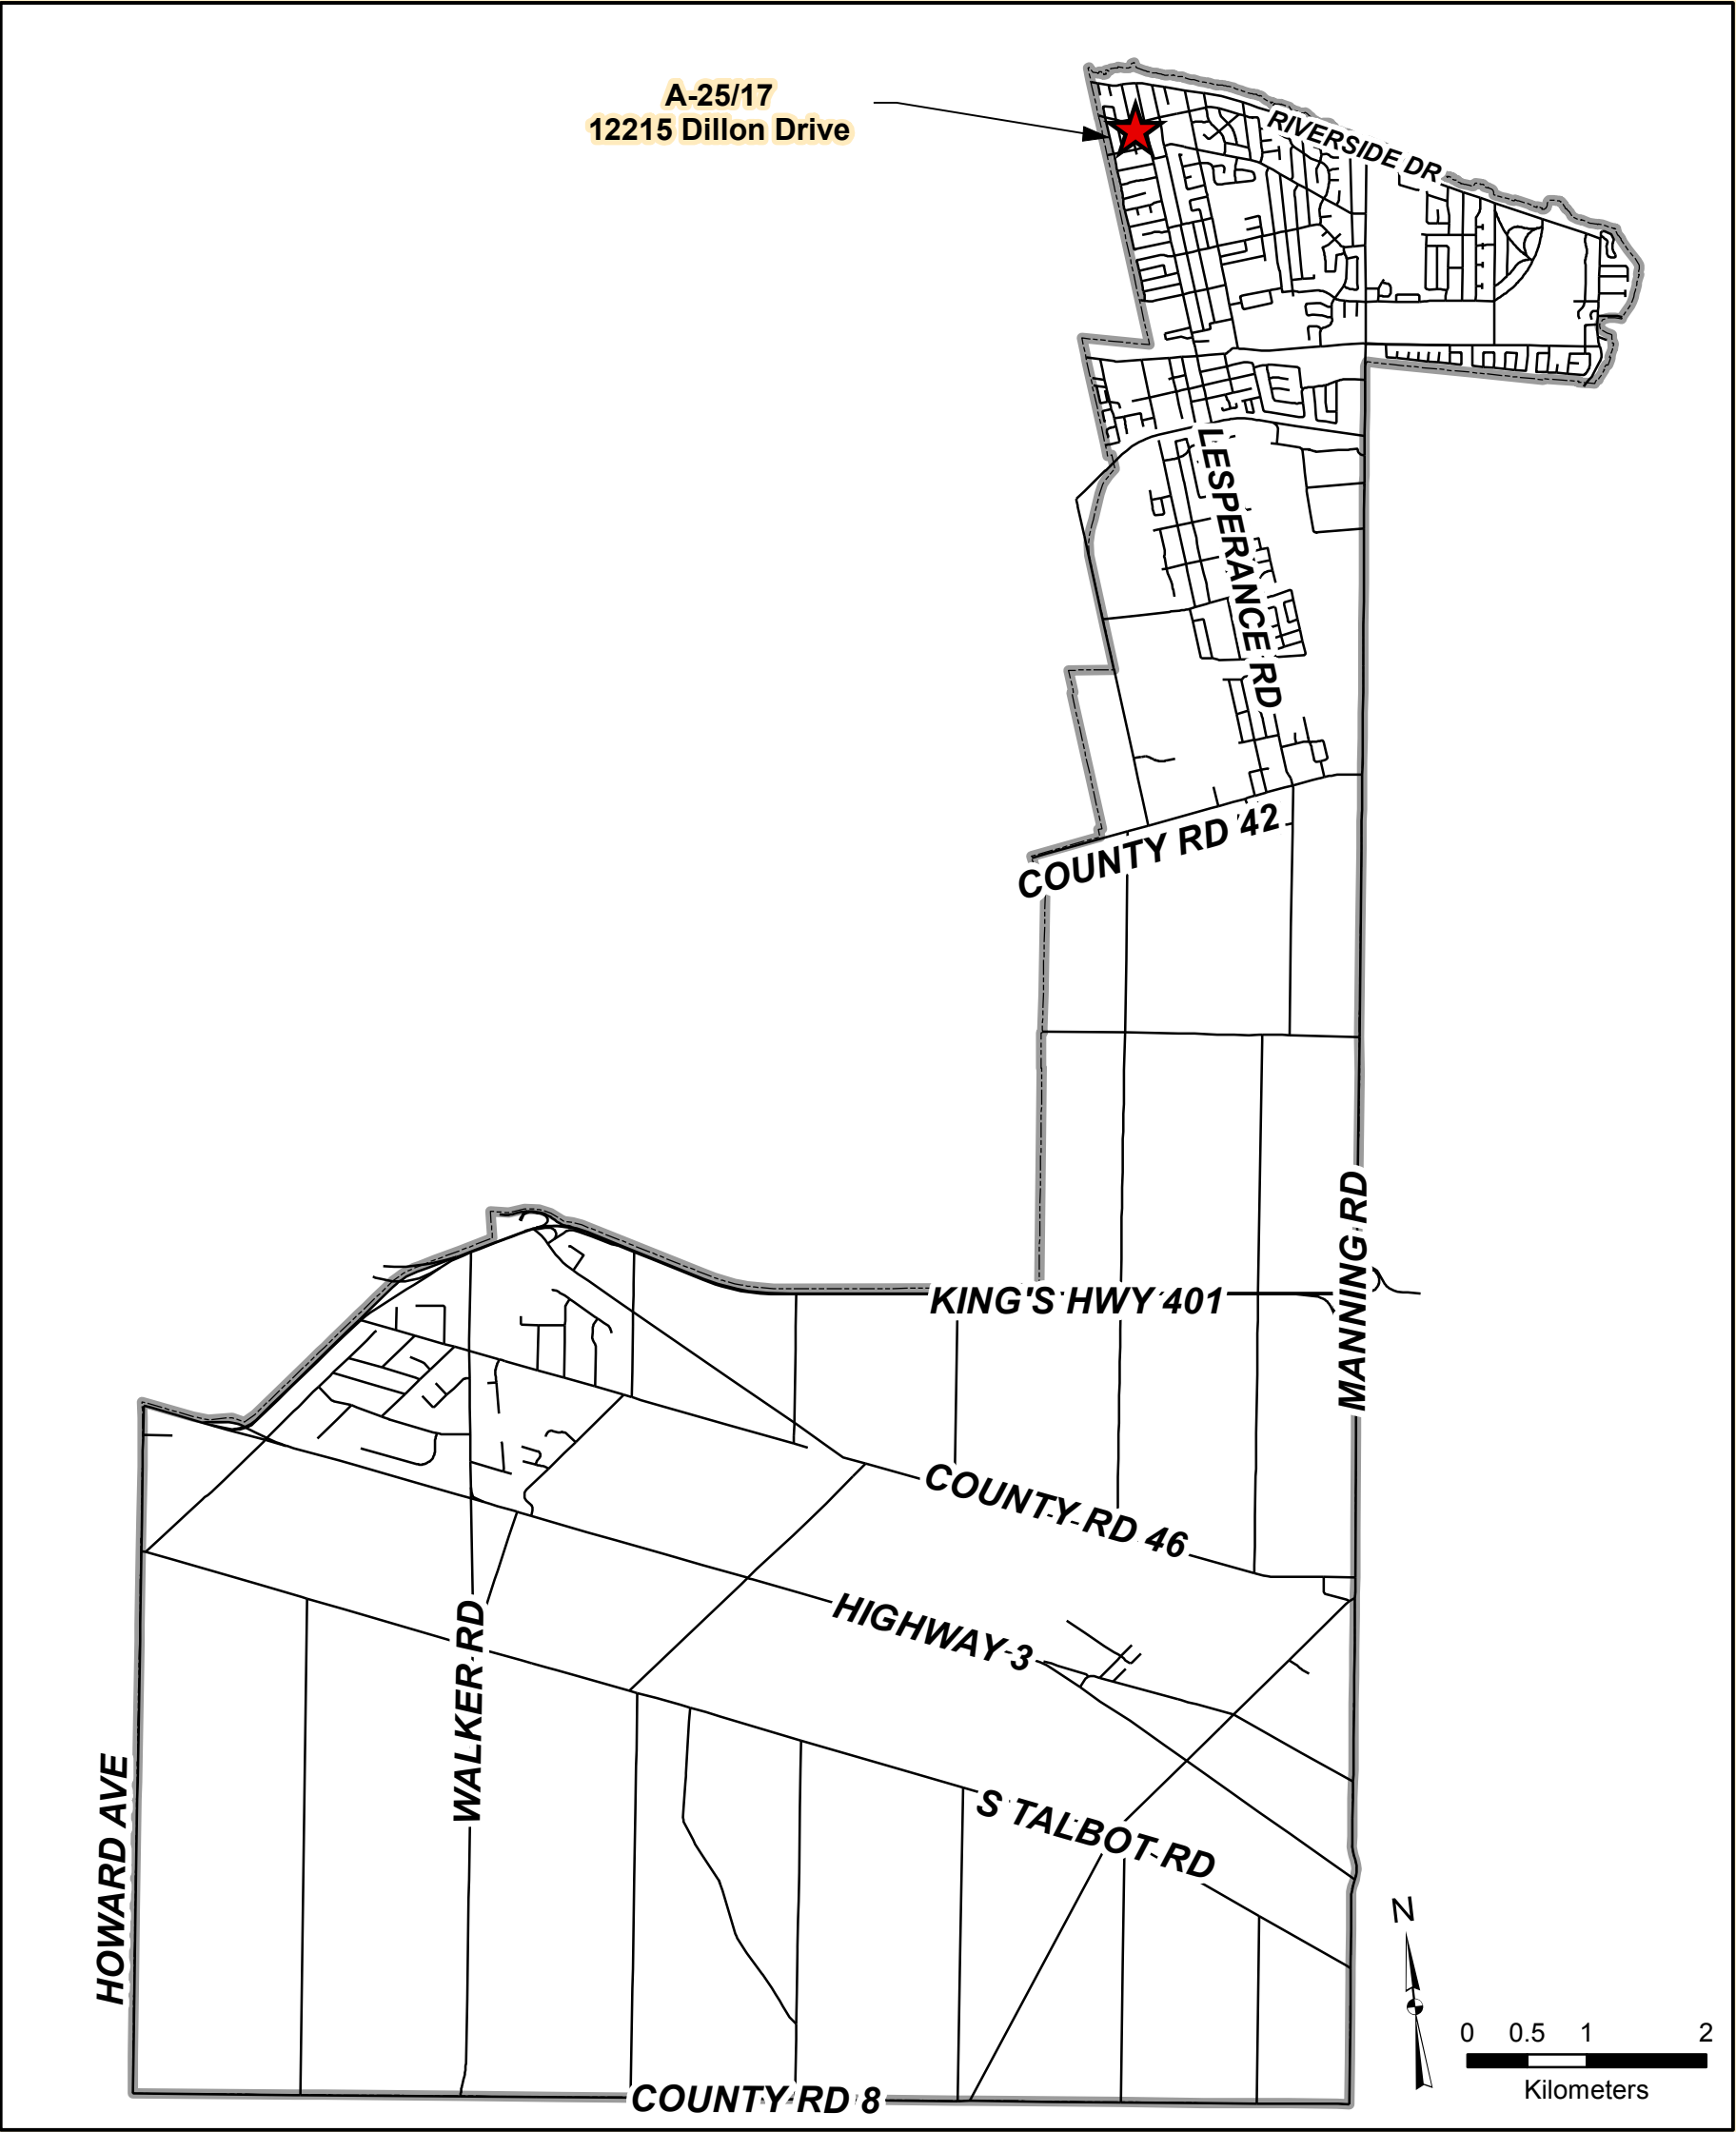 A-25/17
12215 Dillon Drive
RIVERSIDE DR
LESPERANCE RD
COUNTY RD 42
MANNING RD
KING'S HWY 401
COUNTY RD 46
HIGHWAY 3
WALKER RD
S TALBOT RD
HOWARD AVE
COUNTY RD 8
N
0 0.5 1 2
Kilometers